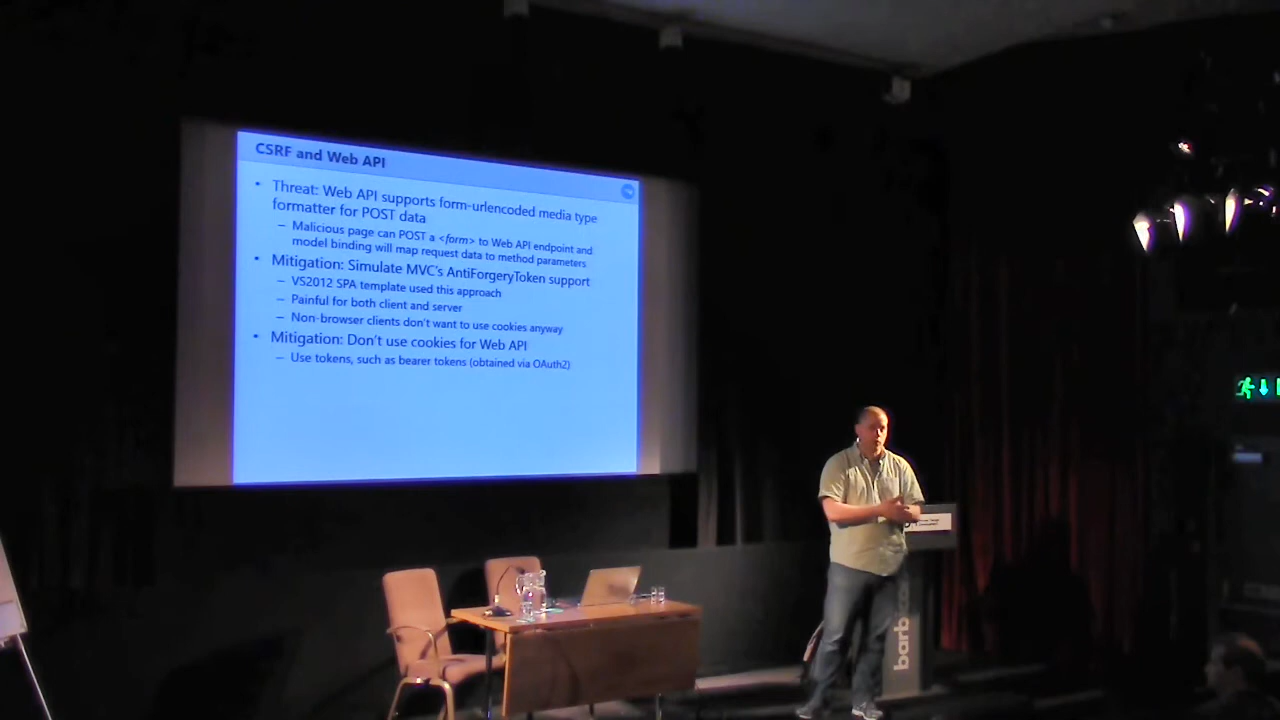 CSRF and Web API
• Threat: Web API supports form-urlencoded media type
formatter for POST data
– Malicious page can POST a <form> to Web API endpoint and
model binding will map request data to method parameters
• Mitigation: Simulate MVC's AntiForgeryToken support
– VS2012 SPA template used this approach
– Painful for both client and server
– Non-browser clients don't want to use cookies anyway
• Mitigation: Don't use cookies for Web API
– Use tokens, such as bearer tokens (obtained via OAuth2)
barbican